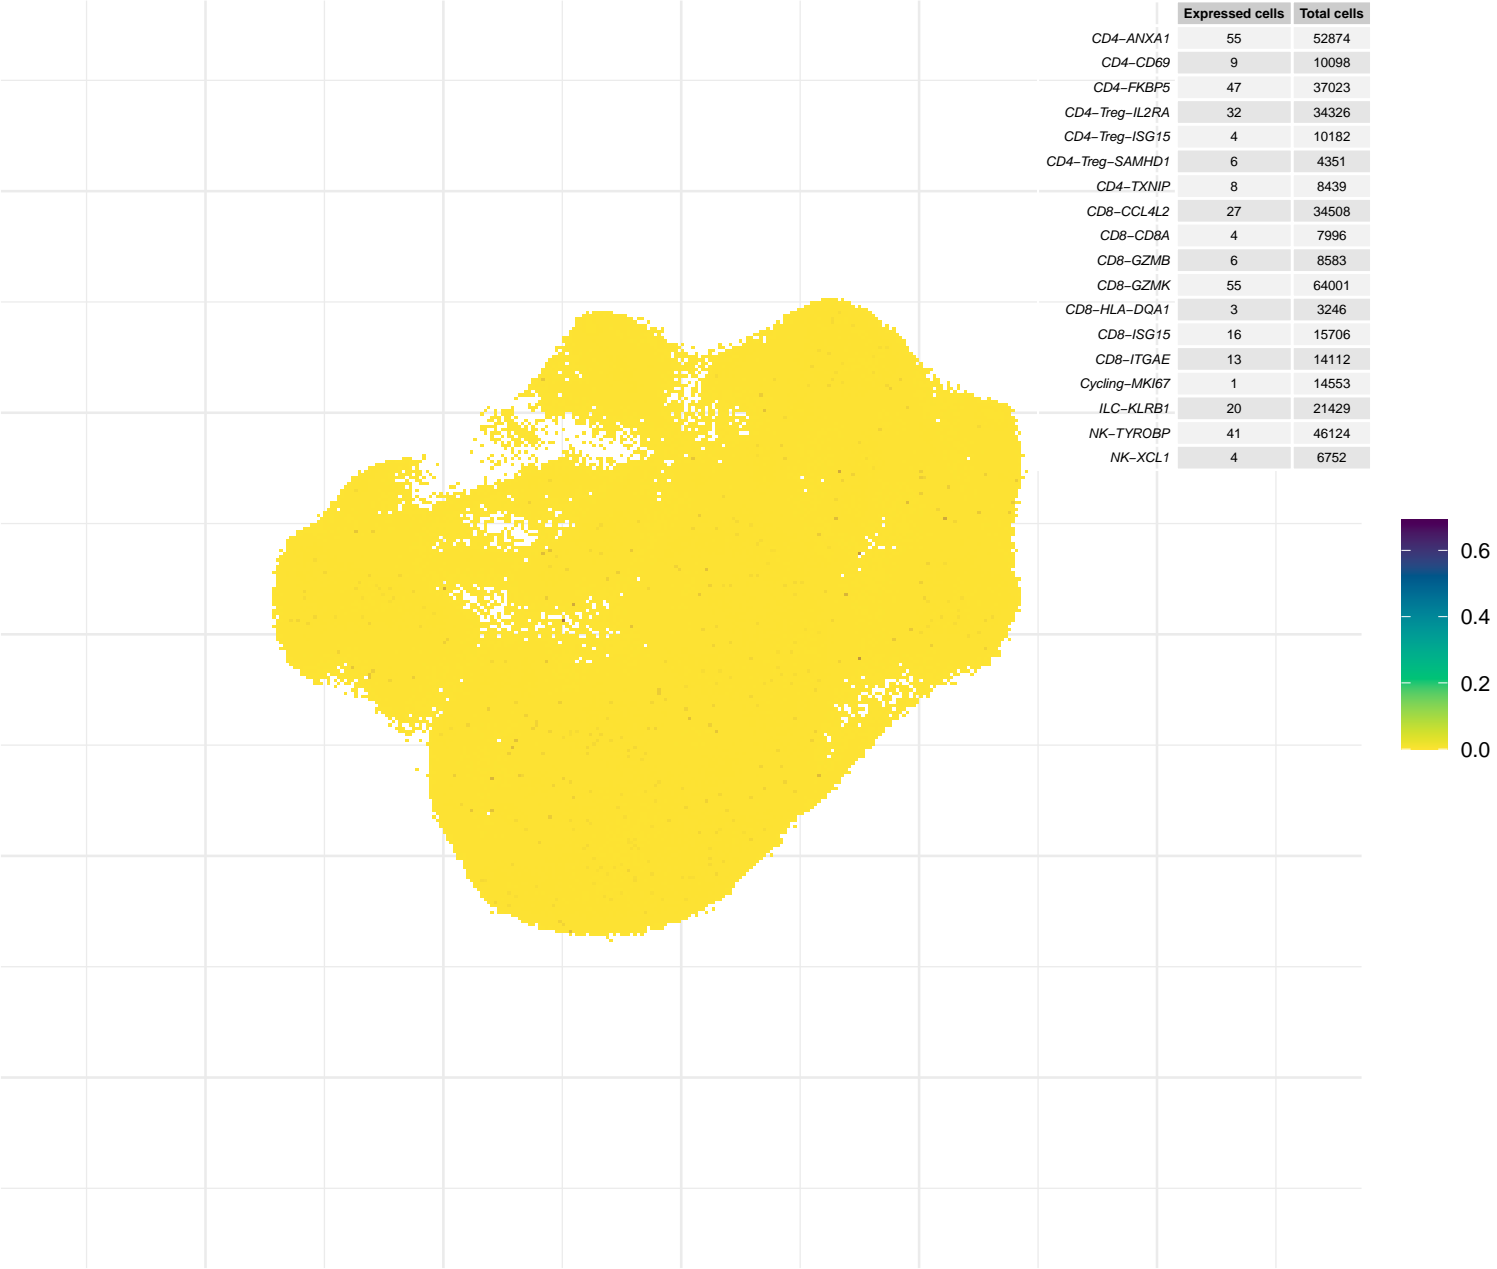 Expressed cells Total cells
CD4−ANXA1 55 52874
CD4−CD69 9 10098
CD4−FKBP5 47 37023
CD4−Treg−IL2RA 32 34326
CD4−Treg−ISG15 4 10182
CD4−Treg−SAMHD1 6 4351
CD4−TXNIP 8 8439
CD8−CCL4L2 27 34508
CD8−CD8A 4 7996
CD8−GZMB 6 8583
CD8−GZMK 55 64001
CD8−HLA−DQA1 3 3246
CD8−ISG15 16 15706
CD8−ITGAE 13 14112
Cycling−MKI67 1 14553
ILC−KLRB1 20 21429
NK−TYROBP 41 46124
NK−XCL1 4 6752
0.6
0.4
0.2
0.0